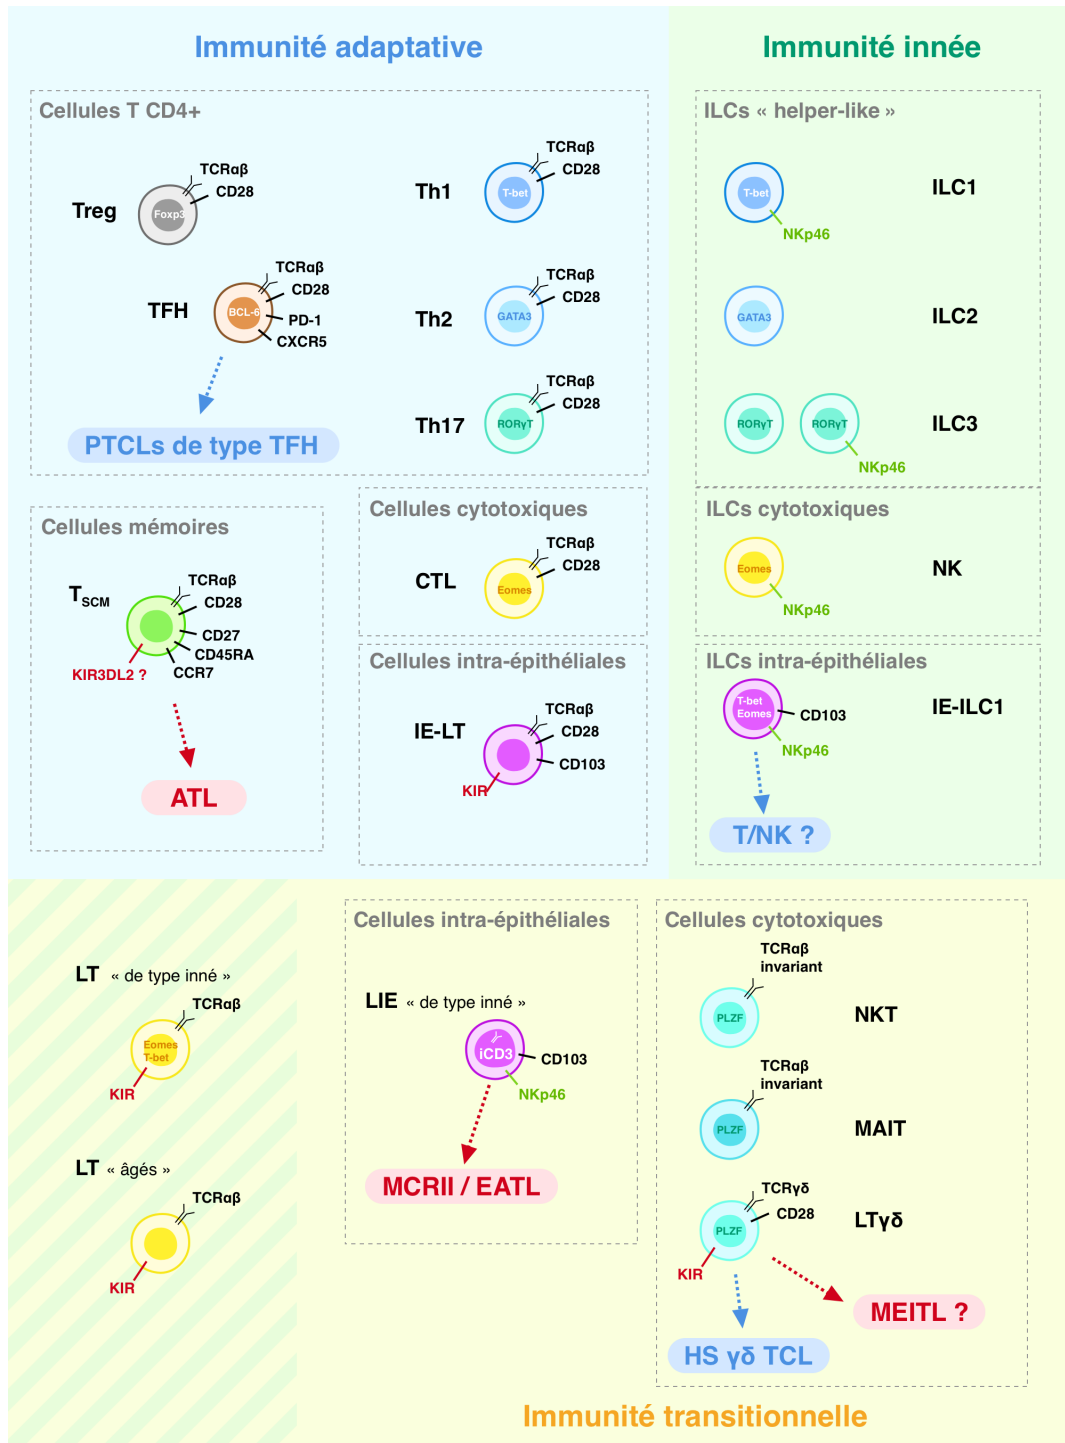 Immunité adaptative
Immunité innée
Cellules T CD4+
Treg
Foxp3
TCRαβ
CD28
TFH
BCL-6
TCRαβ
CD28
PD-1
CXCR5
PTCLs de type TFH
Th1
T-bet
TCRαβ
CD28
Th2
GATA3
TCRαβ
CD28
Th17
RORγT
TCRαβ
CD28
ILCs « helper-like »
T-bet
NKp46
ILC1
GATA3
ILC2
RORγT
RORγT
NKp46
ILC3
Cellules mémoires
TSCM
TCRαβ
CD28
CD27
CD45RA
CCR7
KIR3DL2 ?
ATL
Cellules cytotoxiques
CTL
Eomes
TCRαβ
CD28
Cellules intra-épithéliales
IE-LT
TCRαβ
CD28
CD103
KIR
ILCs cytotoxiques
Eomes
NKp46
NK
ILCs intra-épithéliales
T-bet
Eomes
CD103
NKp46
IE-ILC1
T/NK ?
LT « de type inné »
TCRαβ
Eomes
T-bet
KIR
LT « âgés »
TCRαβ
KIR
Cellules intra-épithéliales
LIE « de type inné »
iCD3
CD103
NKp46
MCRII / EATL
Cellules cytotoxiques
TCRαβ
invariant
PLZF
NKT
TCRαβ
invariant
PLZF
MAIT
TCRγδ
CD28
PLZF
LTγδ
KIR
MEITL ?
HS γδ TCL
Immunité transitionnelle